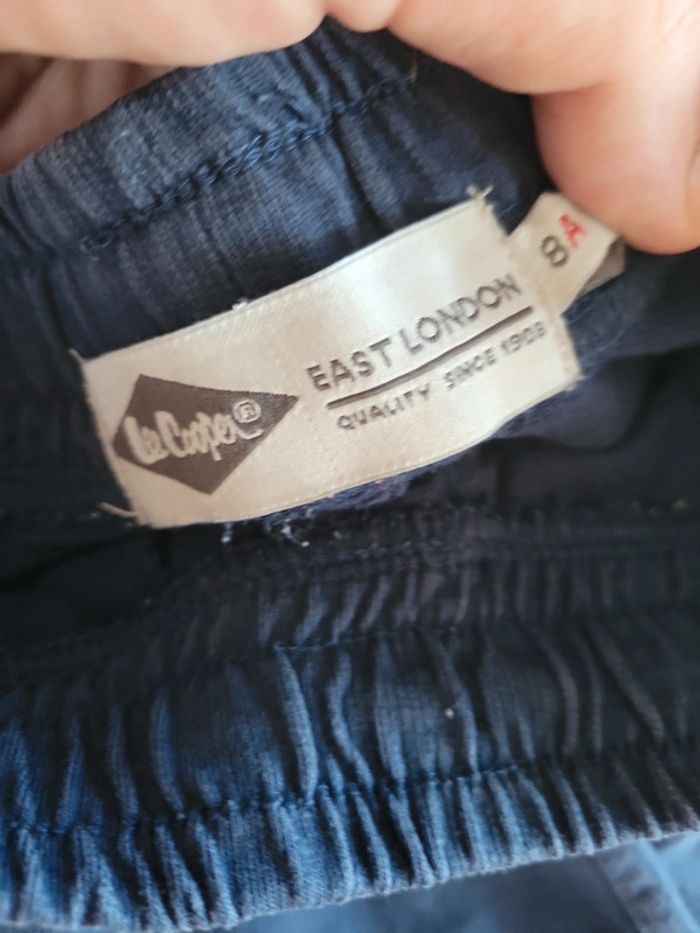 Lee Cooper®
EAST LONDON
QUALITY SINCE 1908
8A